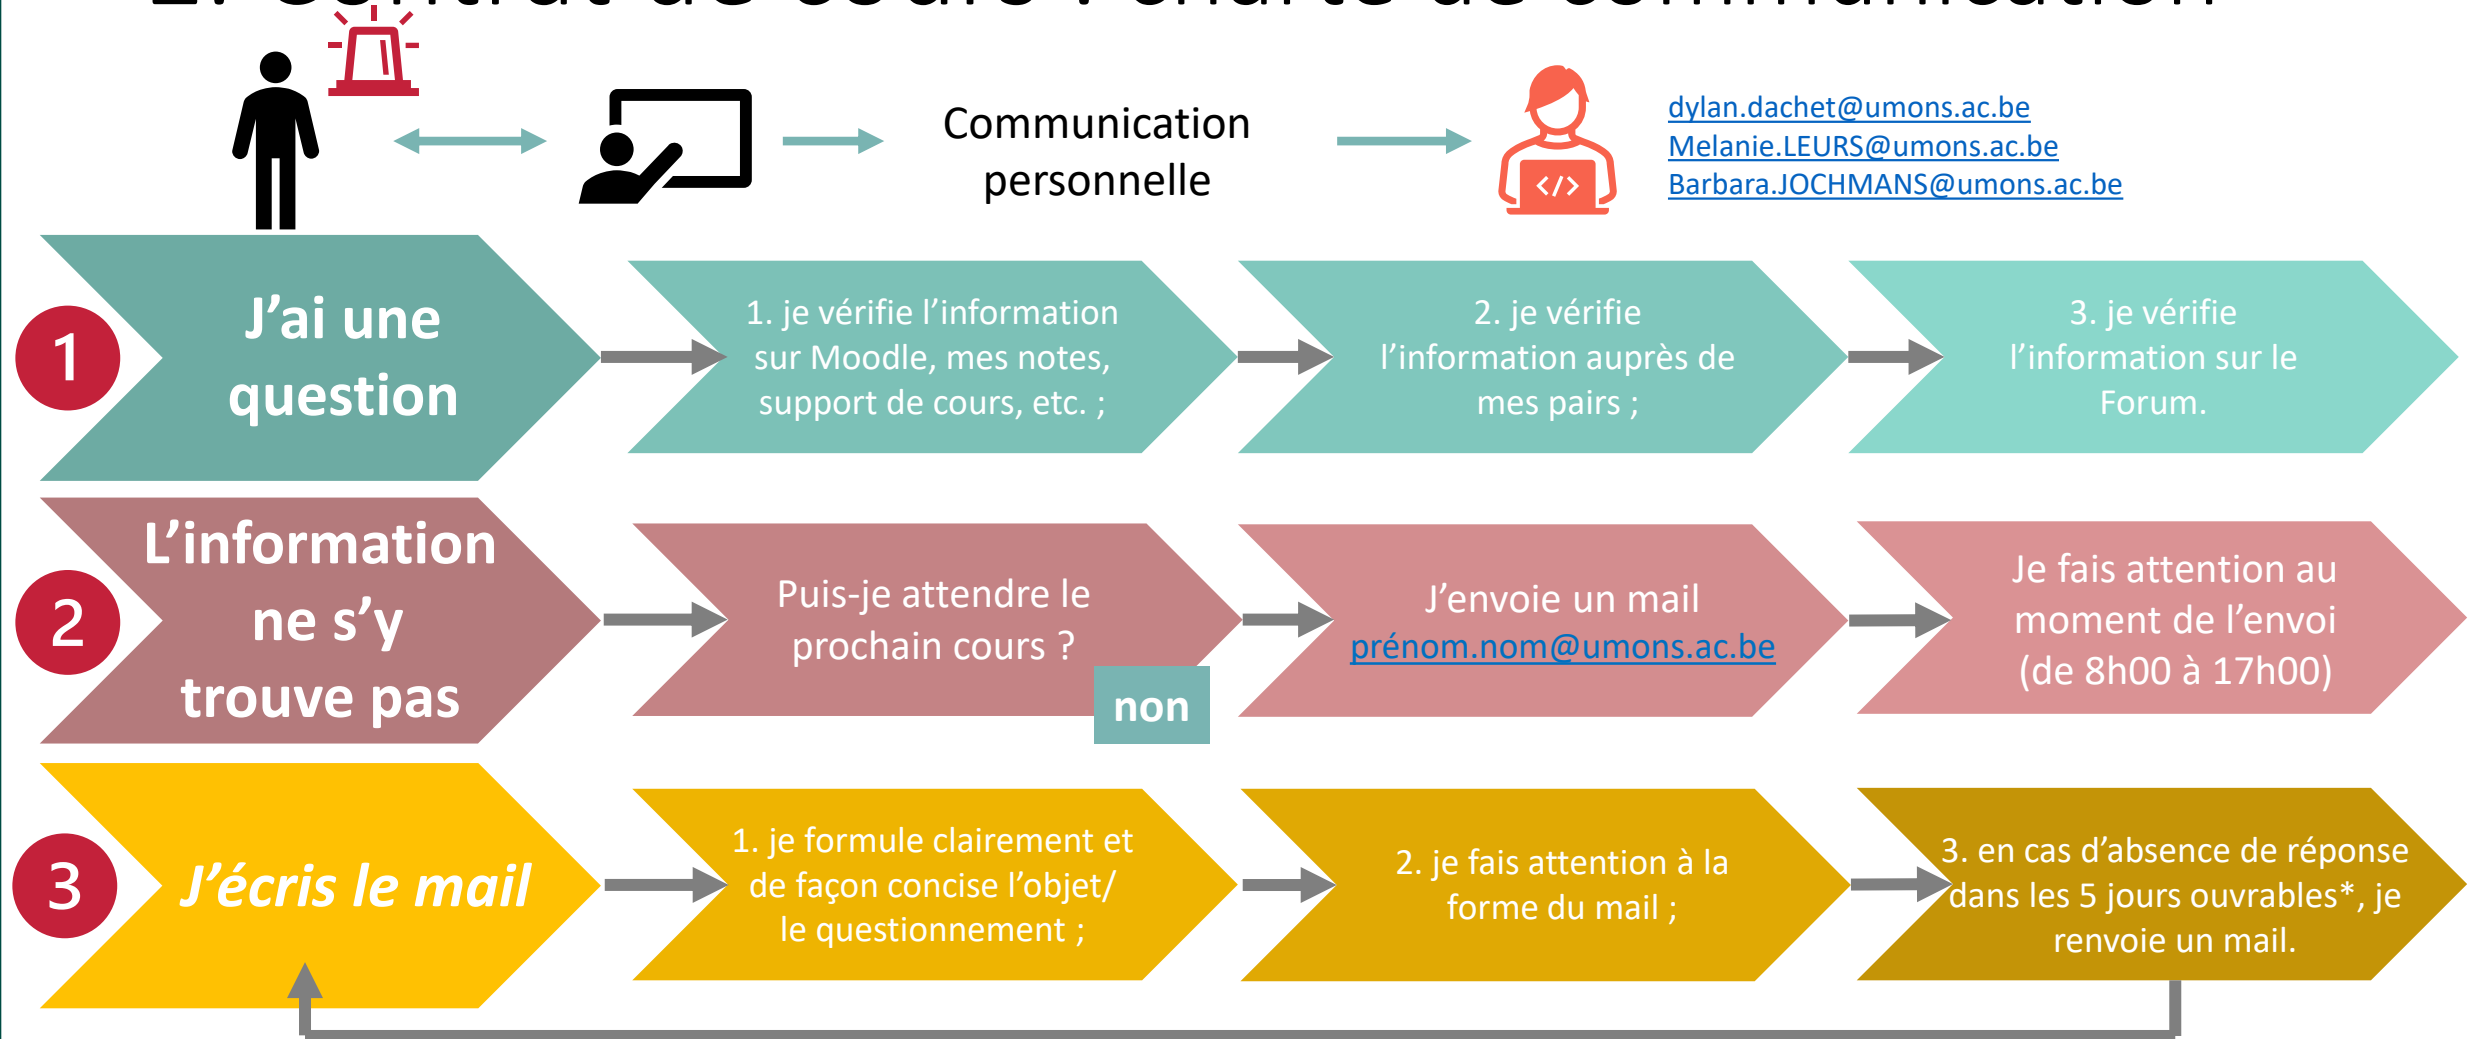 Contrat de cours : charte de communication
Communication
personnelle
dylan.dachet@umons.ac.be
Melanie.LEURS@umons.ac.be
Barbara.JOCHMANS@umons.ac.be
</>
1
J’ai une
question
1. je vérifie l’information
sur Moodle, mes notes,
support de cours, etc. ;
2. je vérifie
l’information auprès de
mes pairs ;
3. je vérifie
l’information sur le
Forum.
2
L’information
ne s’y
trouve pas
Puis-je attendre le
prochain cours ?
non
J’envoie un mail
prénom.nom@umons.ac.be
Je fais attention au
moment de l’envoi
(de 8h00 à 17h00)
3
J’écris le mail
1. je formule clairement et
de façon concise l’objet/
le questionnement ;
2. je fais attention à la
forme du mail ;
3. en cas d’absence de réponse
dans les 5 jours ouvrables*, je
renvoie un mail.